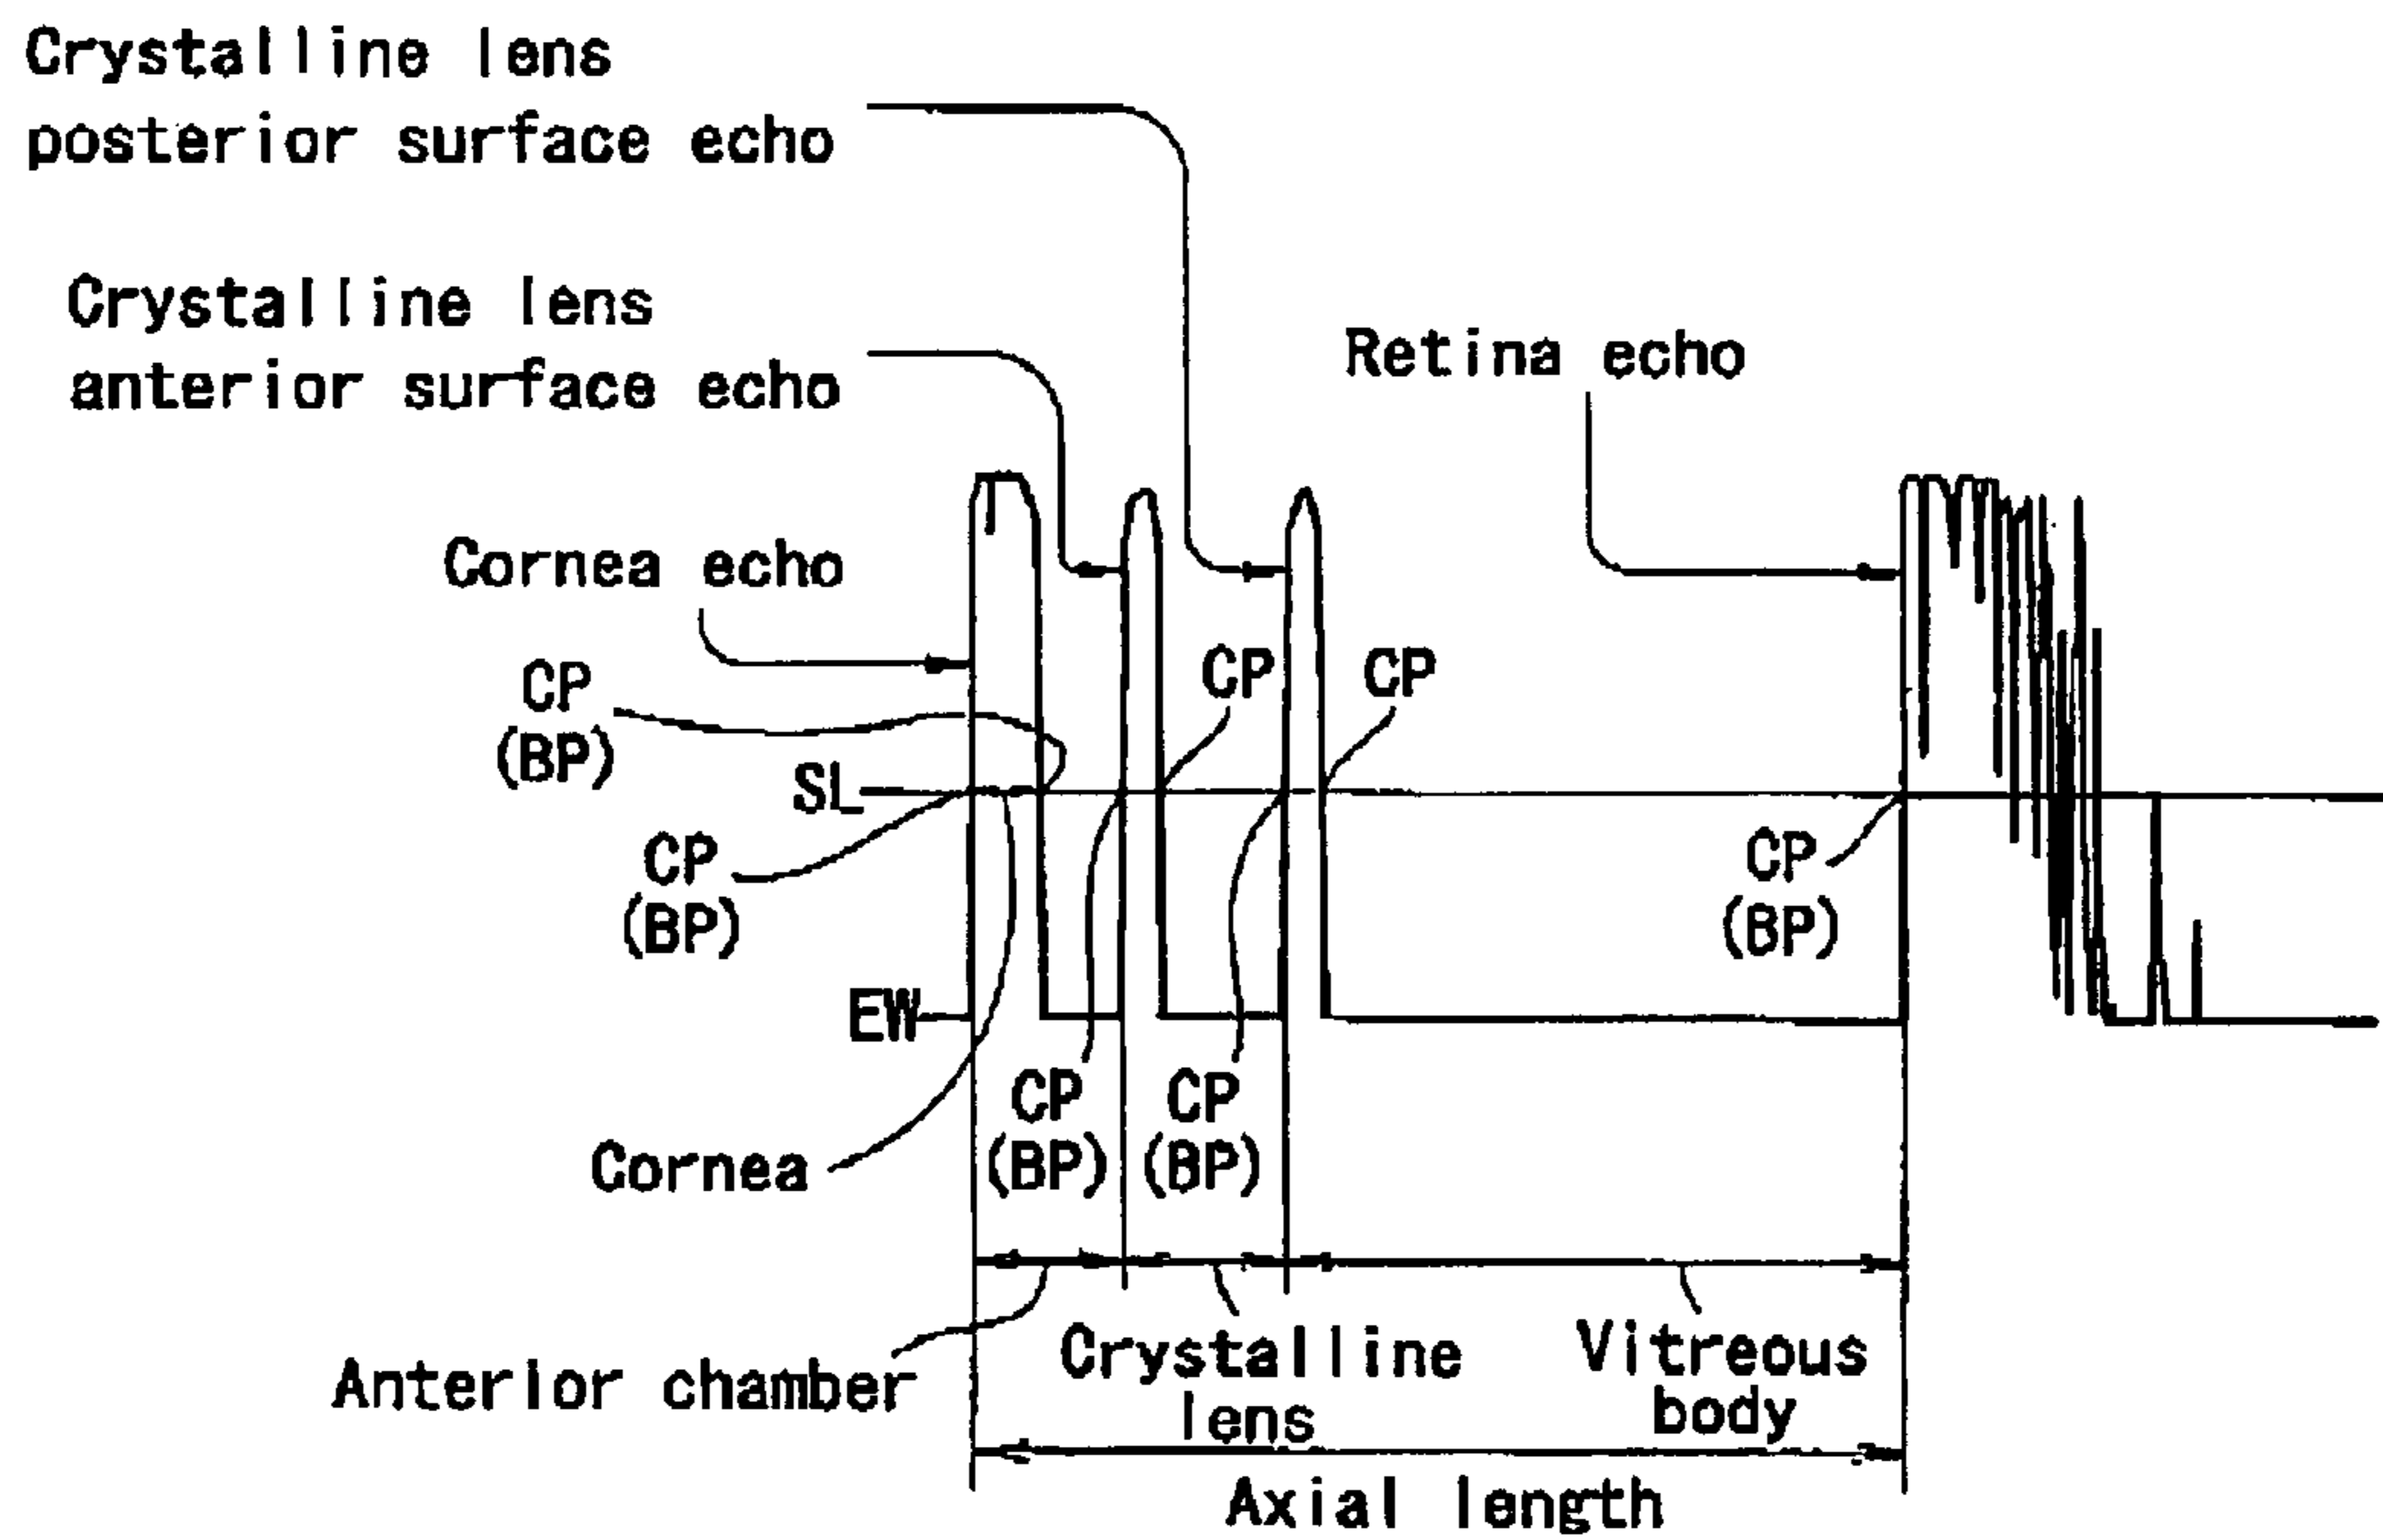 Crystalline lens
posterior surface echo
Crystalline lens
anterior surface echo
Retina echo
Cornea echo
CP
(BP)
CP
CP
SL
CP
(BP)
CP
(BP)
EW
CP
(BP)
CP
(BP)
Cornea
Anterior chamber
Crystalline
lens
Vitreous
body
Axial length